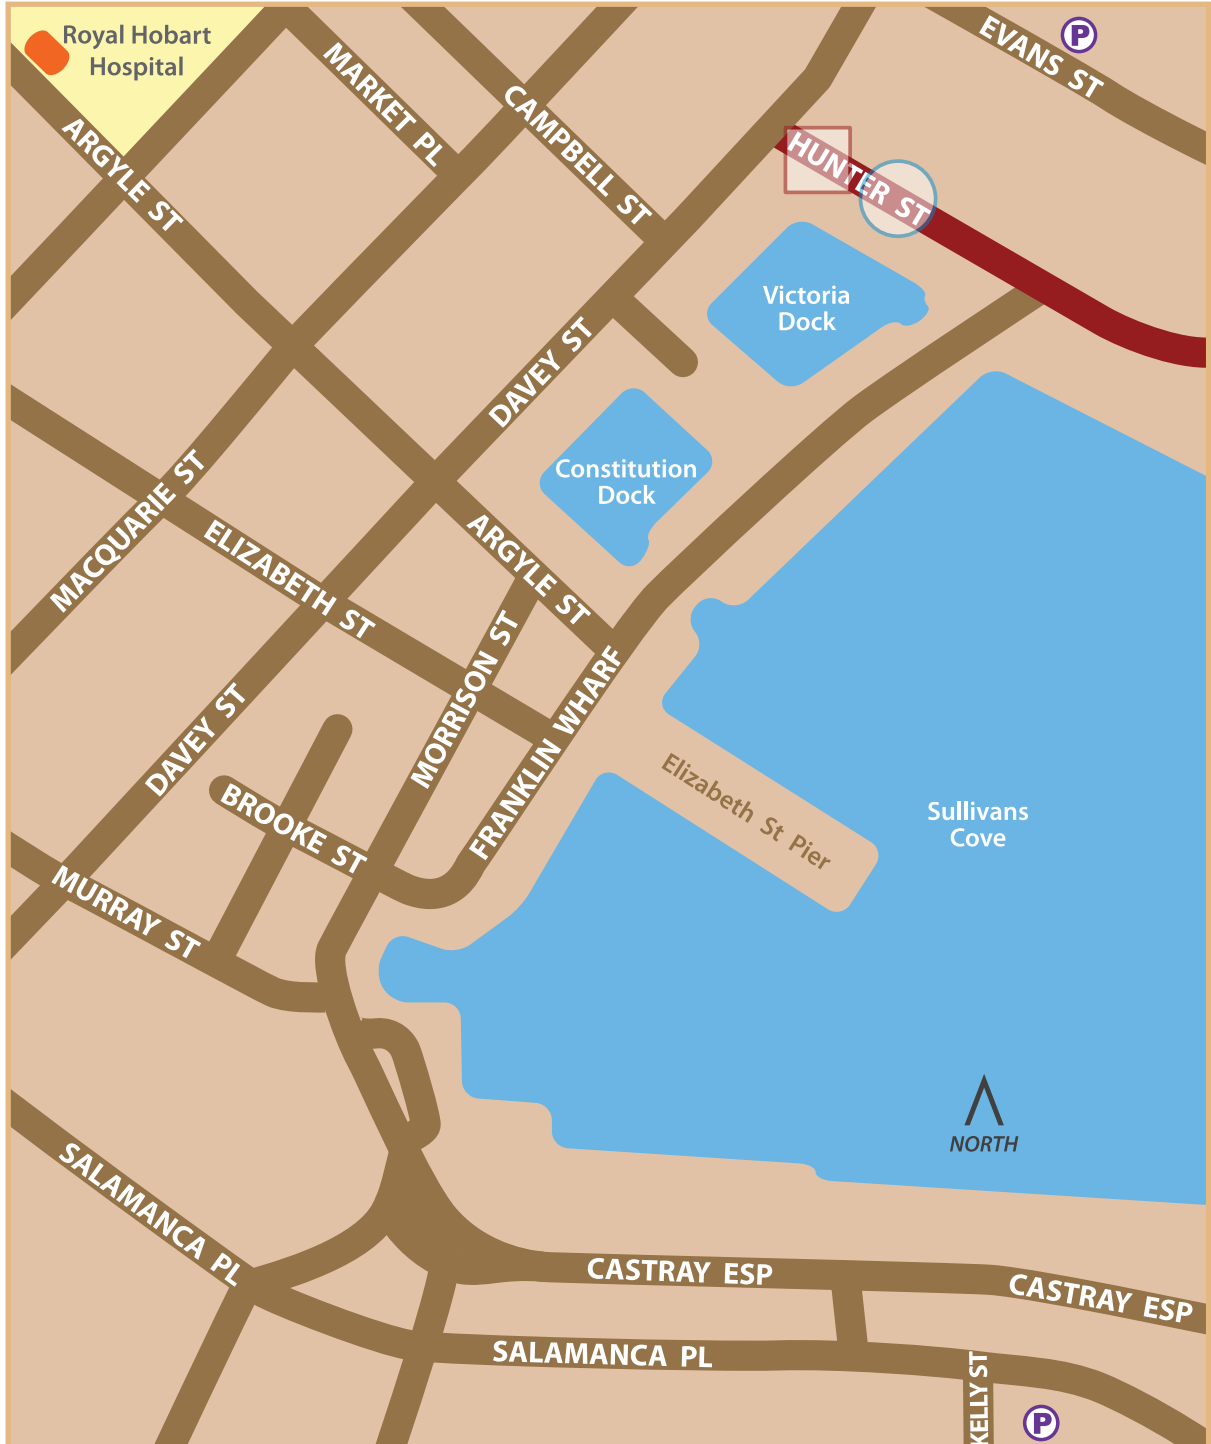 Royal Hobart
Hospital
P
EVANS ST
MARKET PL
CAMPBELL ST
ARGYLE ST
HUNTER ST
Victoria
Dock
DAVEY ST
Constitution
Dock
MACQUARIE ST
ELIZABETH ST
ARGYLE ST
MORRISON ST
FRANKLIN WHARF
DAVEY ST
BROOKE ST
Elizabeth St Pier
Sullivans
Cove
MURRAY ST
NORTH
SALAMANCA PL
CASTRAY ESP
CASTRAY ESP
SALAMANCA PL
KELLY ST
P